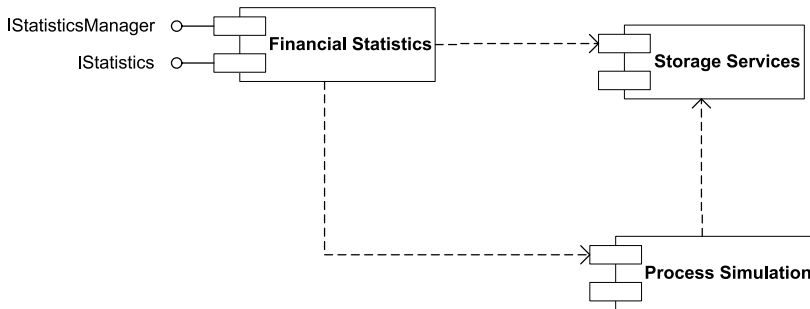 IStatisticsManager
IStatistics
Financial Statistics
Storage Services
Process Simulation